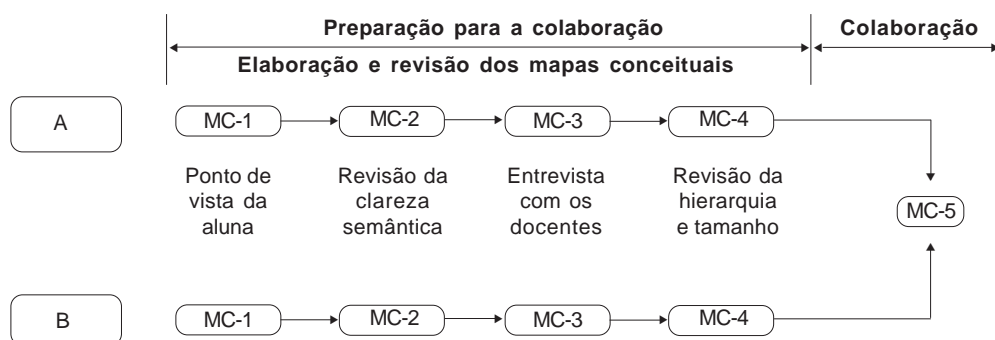 Preparação para a colaboração
Colaboração
Elaboração e revisão dos mapas conceituais
A
MC-1
MC-2
MC-3
MC-4
Ponto de
vista da
aluna
Revisão da
clareza
semântica
Entrevista
com os
docentes
Revisão da
hierarquia
e tamanho
MC-5
B
MC-1
MC-2
MC-3
MC-4